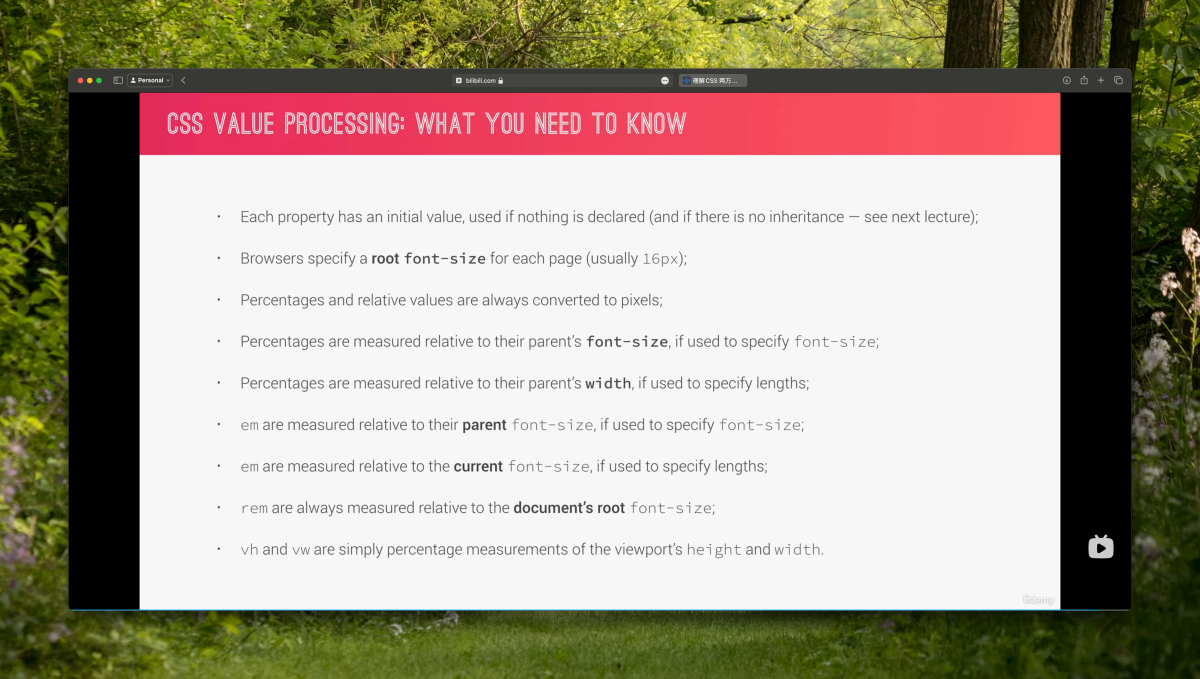 Personal
bilibili.com
理解CSS 两万...
CSS VALUE PROCESSING: WHAT YOU NEED TO KNOW
• Each property has an initial value, used if nothing is declared (and if there is no inheritance — see next lecture);
• Browsers specify a root font-size for each page (usually 16px);
• Percentages and relative values are always converted to pixels;
• Percentages are measured relative to their parent’s font-size, if used to specify font-size;
• Percentages are measured relative to their parent’s width, if used to specify lengths;
• em are measured relative to their parent font-size, if used to specify font-size;
• em are measured relative to the current font-size, if used to specify lengths;
• rem are always measured relative to the document’s root font-size;
• vh and vw are simply percentage measurements of the viewport’s height and width.
Udemy